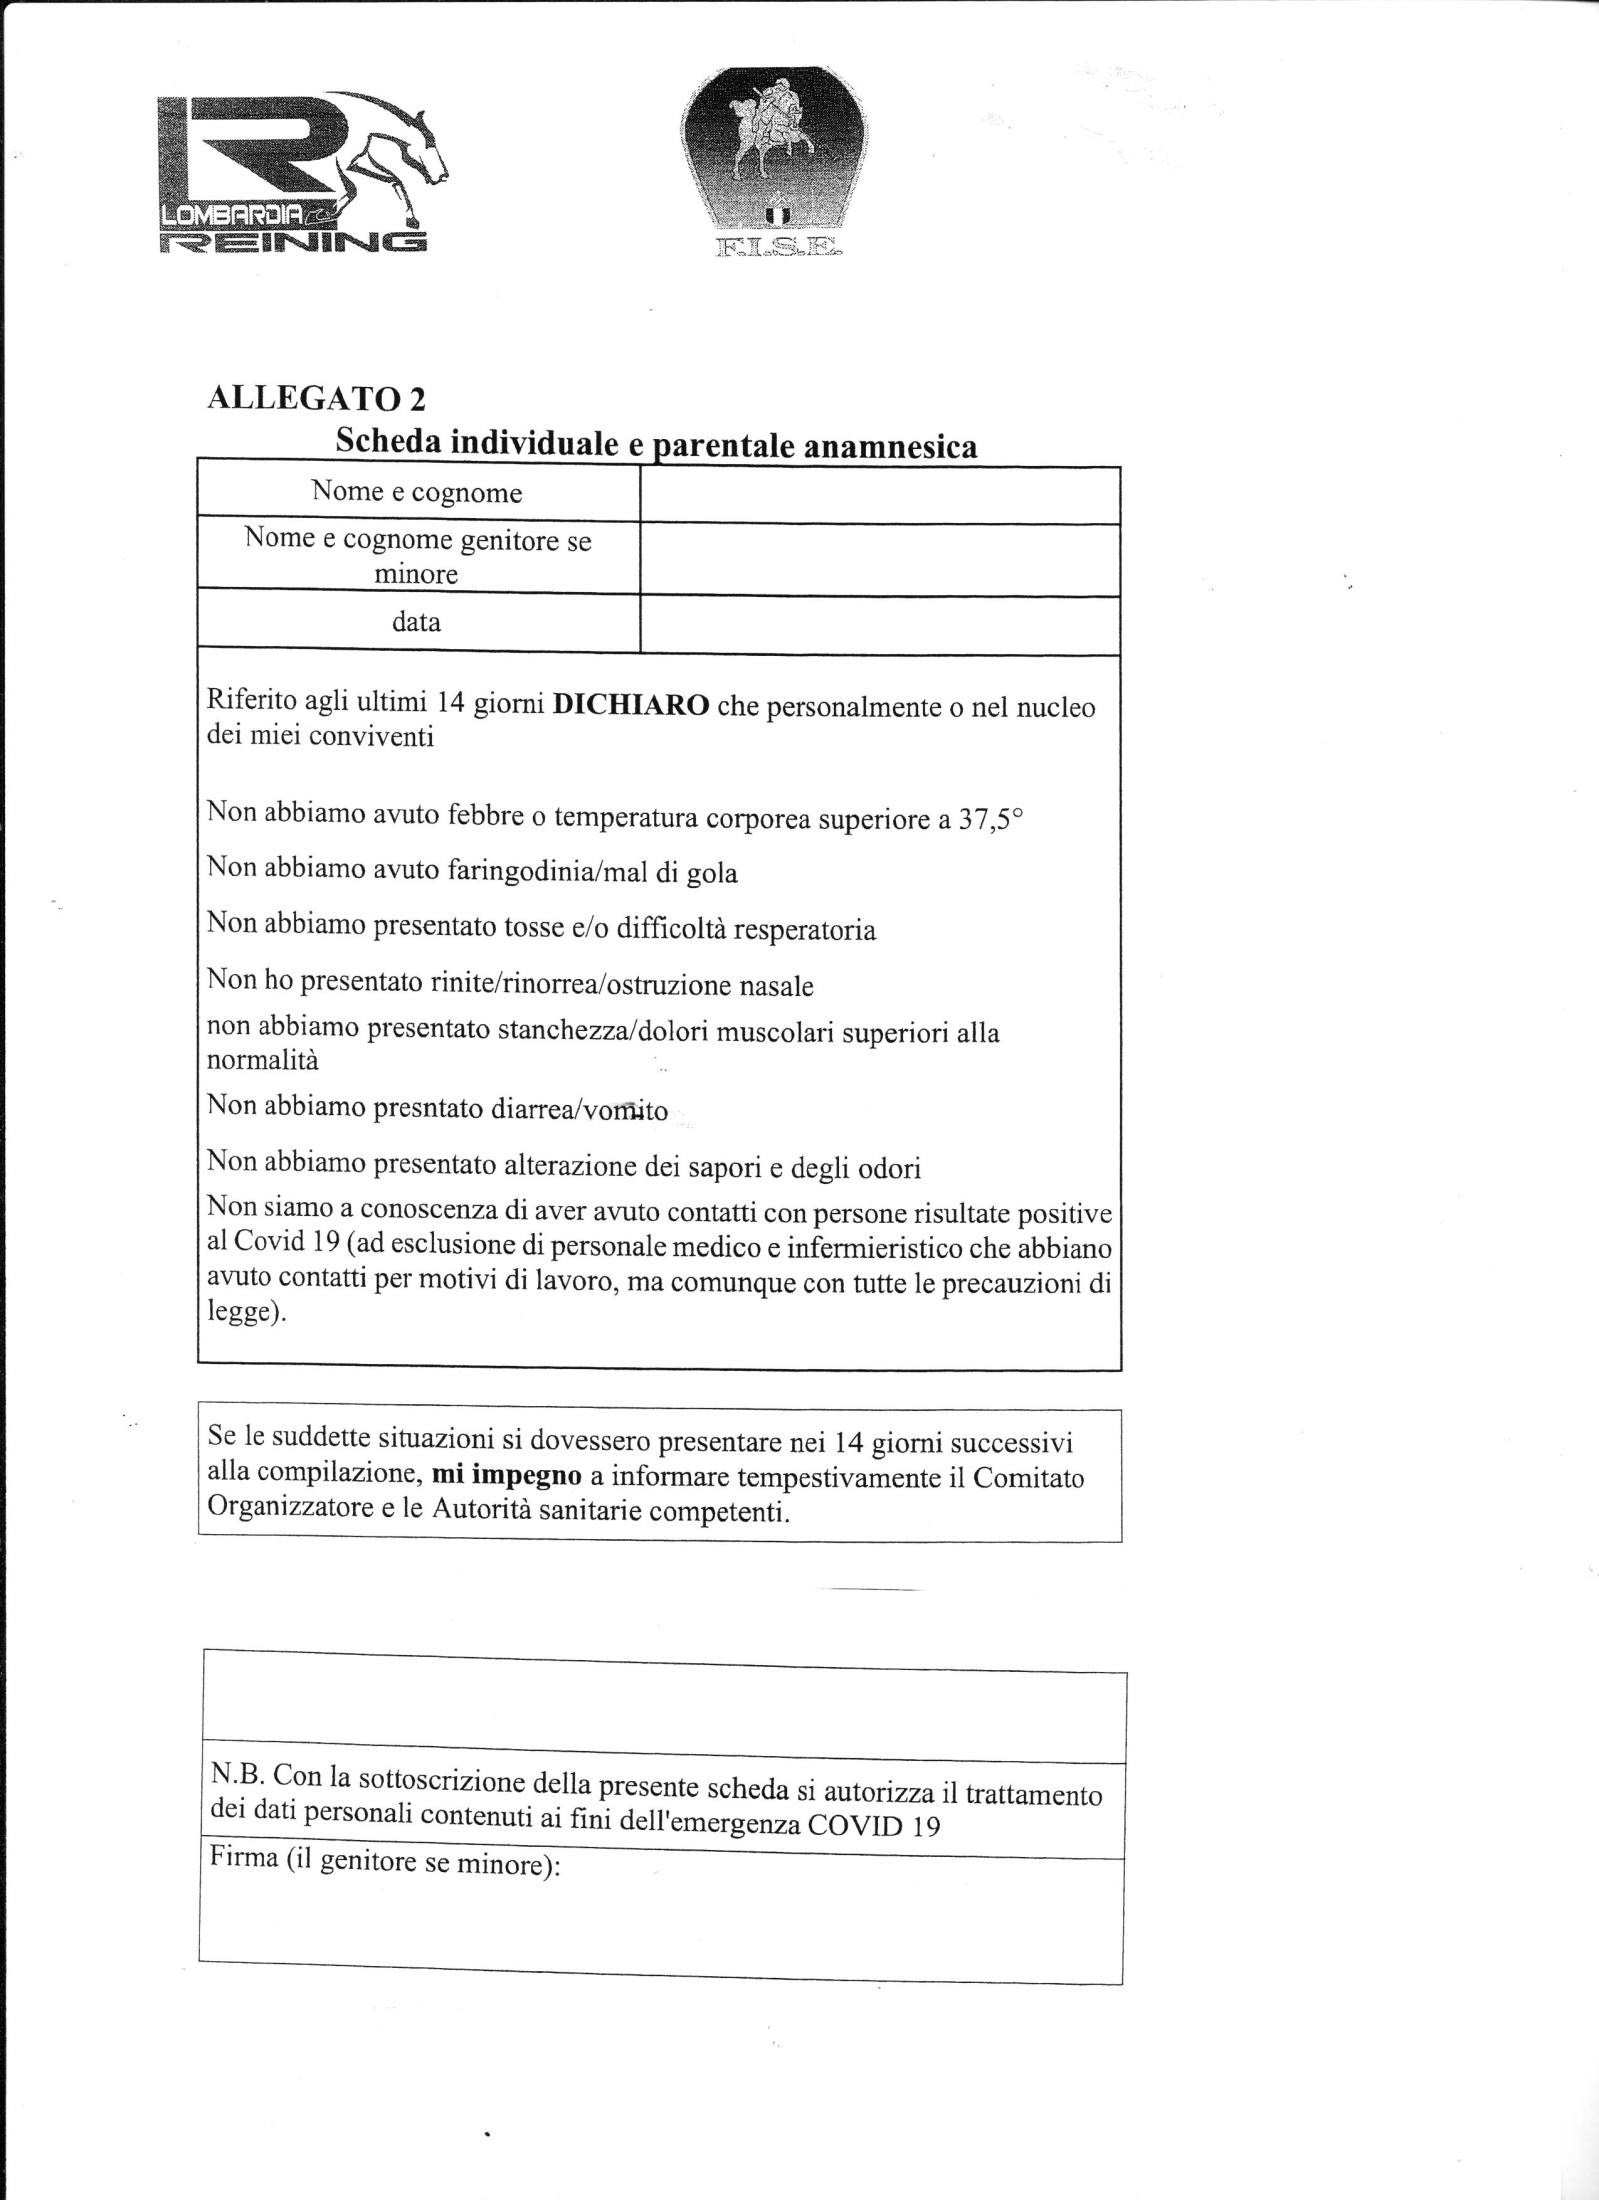 LOMBARDIA
REINING
F.I.S.E.
ALLEGATO 2
Scheda individuale e parentale anamnesica
Nome e cognome
Nome e cognome genitore se
minore
data
Riferito agli ultimi 14 giorni DICHIARO che personalmente o nel nucleo
dei miei conviventi
Non abbiamo avuto febbre o temperatura corporea superiore a 37,5°
Non abbiamo avuto faringodinia/mal di gola
Non abbiamo presentato tosse e/o difficoltà resperatoria
Non ho presentato rinite/rinorrea/ostruzione nasale
non abbiamo presentato stanchezza/dolori muscolari superiori alla
normalità
Non abbiamo presntato diarrea/vomito
Non abbiamo presentato alterazione dei sapori e degli odori
Non siamo a conoscenza di aver avuto contatti con persone risultate positive
al Covid 19 (ad esclusione di personale medico e infermieristico che abbiano
avuto contatti per motivi di lavoro, ma comunque con tutte le precauzioni di
legge).
Se le suddette situazioni si dovessero presentare nei 14 giorni successivi
alla compilazione, mi impegno a informare tempestivamente il Comitato
Organizzatore e le Autorità sanitarie competenti.
N.B. Con la sottoscrizione della presente scheda si autorizza il trattamento
dei dati personali contenuti ai fini dell'emergenza COVID 19
Firma (il genitore se minore):